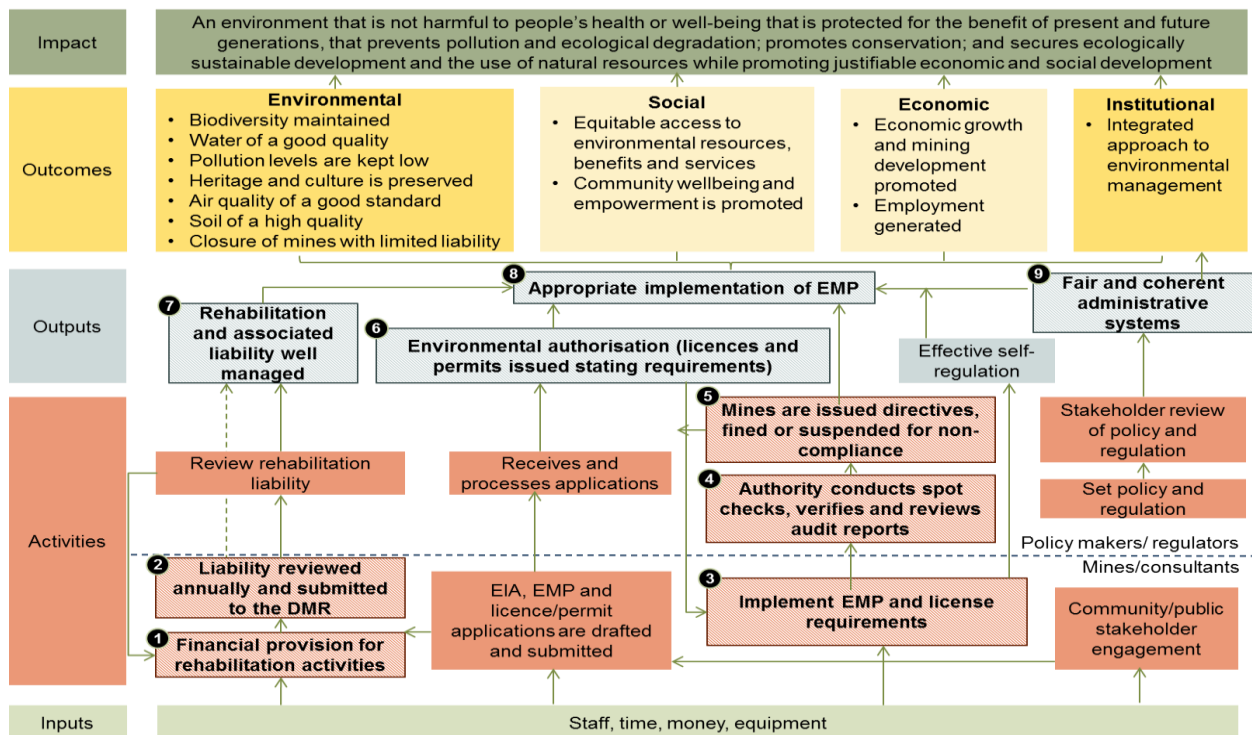 Impact
An environment that is not harmful to people's health or well-being that is protected for the benefit of present and future
generations, that prevents pollution and ecological degradation; promotes conservation; and secures ecologically
sustainable development and the use of natural resources while promoting justifiable economic and social development
Outcomes
Environmental
• Biodiversity maintained
• Water of a good quality
• Pollution levels are kept low
• Heritage and culture is preserved
• Air quality of a good standard
• Soil of a high quality
• Closure of mines with limited liability
Social
• Equitable access to
environmental resources,
benefits and services
• Community wellbeing and
empowerment is promoted
Economic
• Economic growth
and mining
development
promoted
• Employment
generated
Institutional
• Integrated
approach to
environmental
management
Outputs
7
Rehabilitation
and associated
liability well
managed
8
Appropriate implementation of EMP
6
Environmental authorisation (licences and
permits issued stating requirements)
Effective self-
regulation
9
Fair and coherent
administrative
systems
Activities
Review rehabilitation
liability
Receives and
processes applications
5
Mines are issued directives,
fined or suspended for non-
compliance
4
Authority conducts spot
checks, verifies and reviews
audit reports
Stakeholder review
of policy and
regulation
Set policy and
regulation
Policy makers/ regulators
Mines/consultants
2
Liability reviewed
annually and submitted
to the DMR
1
Financial provision for
rehabilitation activities
EIA, EMP and
licence/permit
applications are drafted
and submitted
3
Implement EMP and license
requirements
Community/public
stakeholder
engagement
Inputs
Staff, time, money, equipment